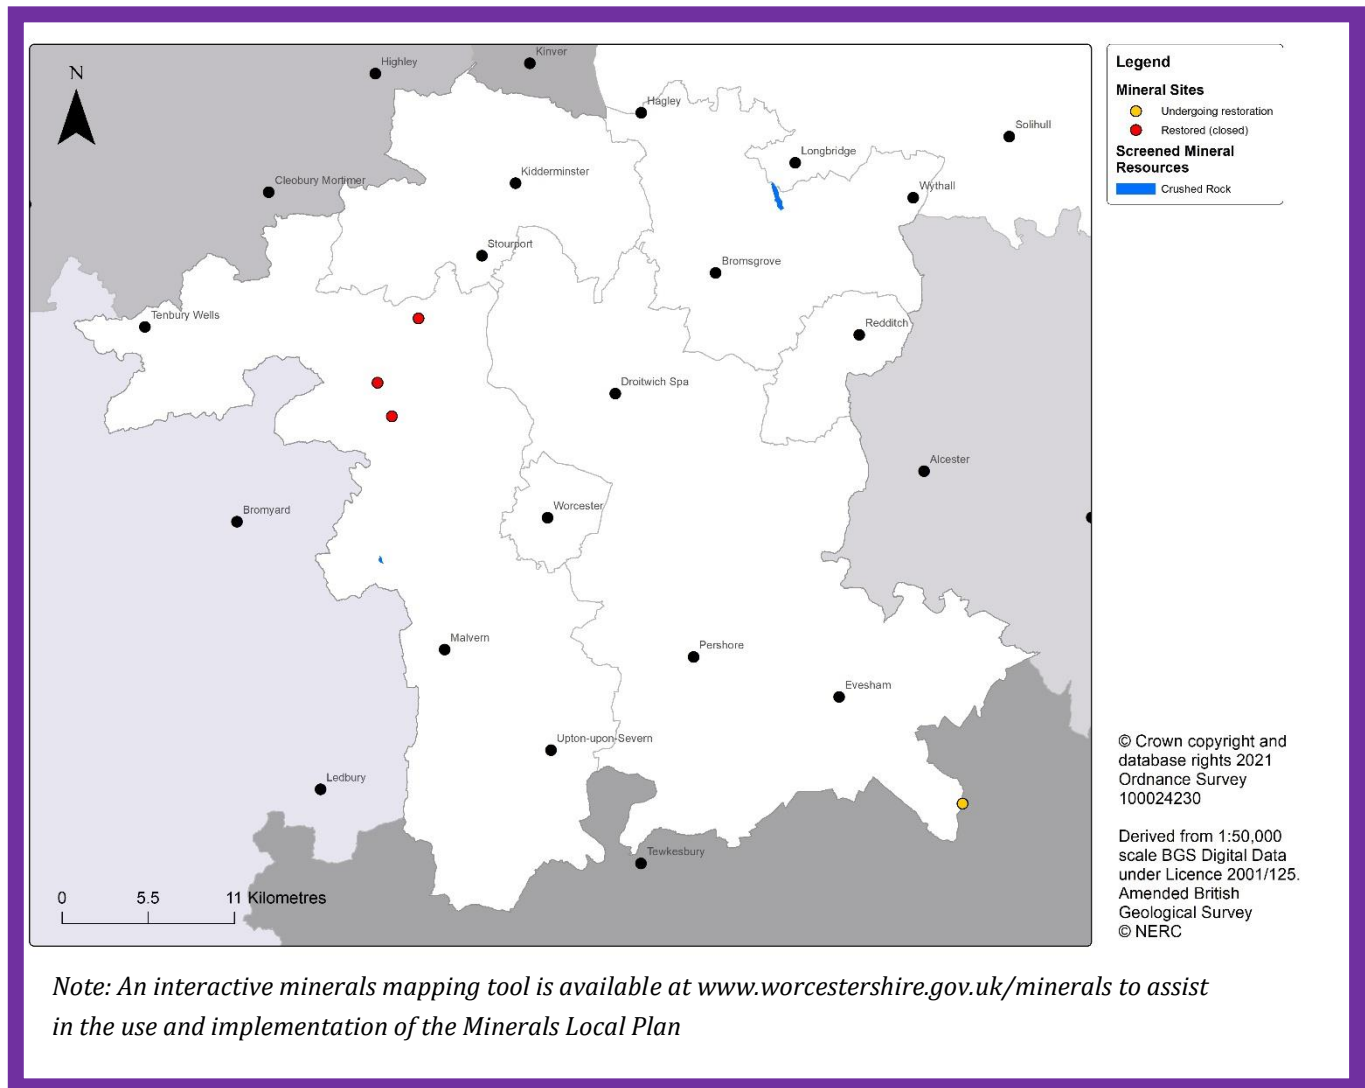 N
Highley
Kinver
Hagley
Solihull
Longbridge
Cleobury Mortimer
Kidderminster
Wythall
Stourport
Bromsgrove
Tenbury Wells
Redditch
Droitwich Spa
Alcester
Bromyard
Worcester
Malvern
Pershore
Evesham
Upton-upon-Severn
Ledbury
Tewkesbury
0 5.5 11 Kilometres
Legend
Mineral Sites
Undergoing restoration
Restored (closed)
Screened Mineral
Resources
Crushed Rock
© Crown copyright and
database rights 2021
Ordnance Survey
100024230
Derived from 1:50,000
scale BGS Digital Data
under Licence 2001/125.
Amended British
Geological Survey
© NERC
Note: An interactive minerals mapping tool is available at www.worcestershire.gov.uk/minerals to assist
in the use and implementation of the Minerals Local Plan